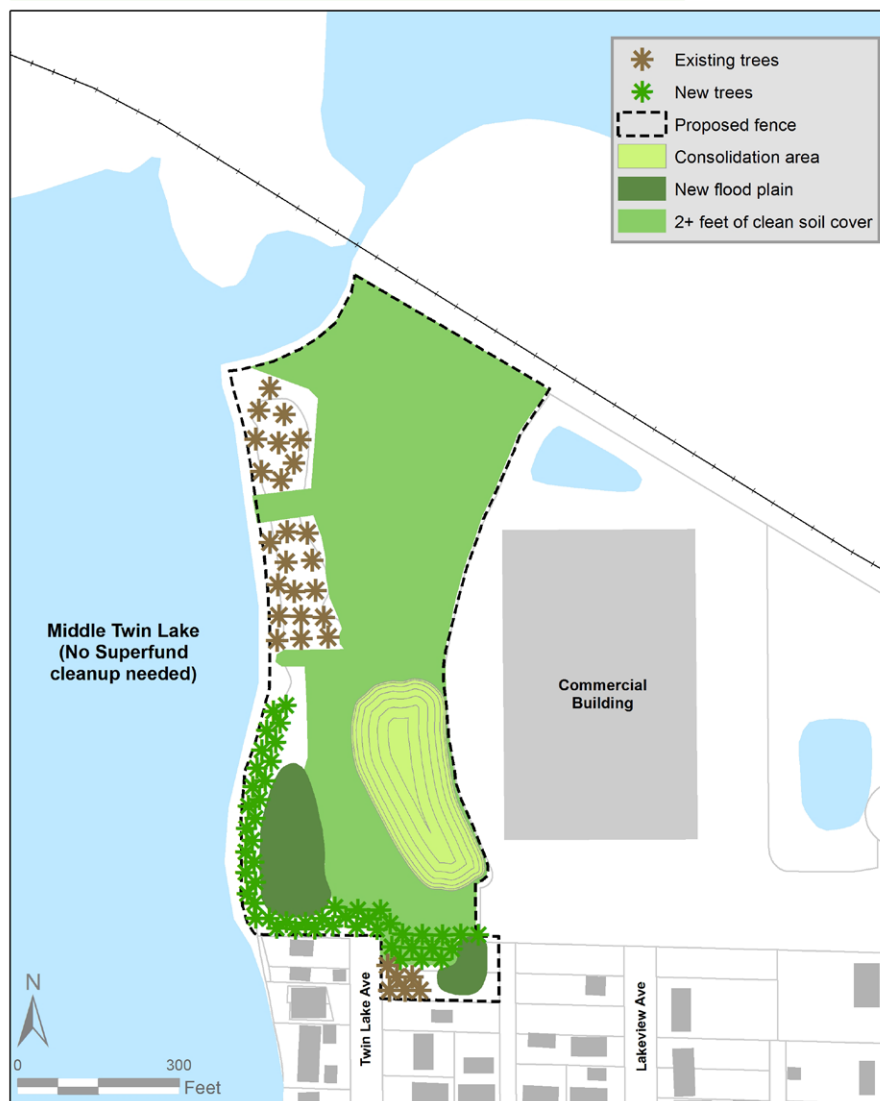 Existing trees
New trees
Proposed fence
Consolidation area
New flood plain
2+ feet of clean soil cover
Middle Twin Lake
(No Superfund
cleanup needed)
Commercial
Building
Twin Lake Ave
Lakeview Ave
N
0 300
Feet